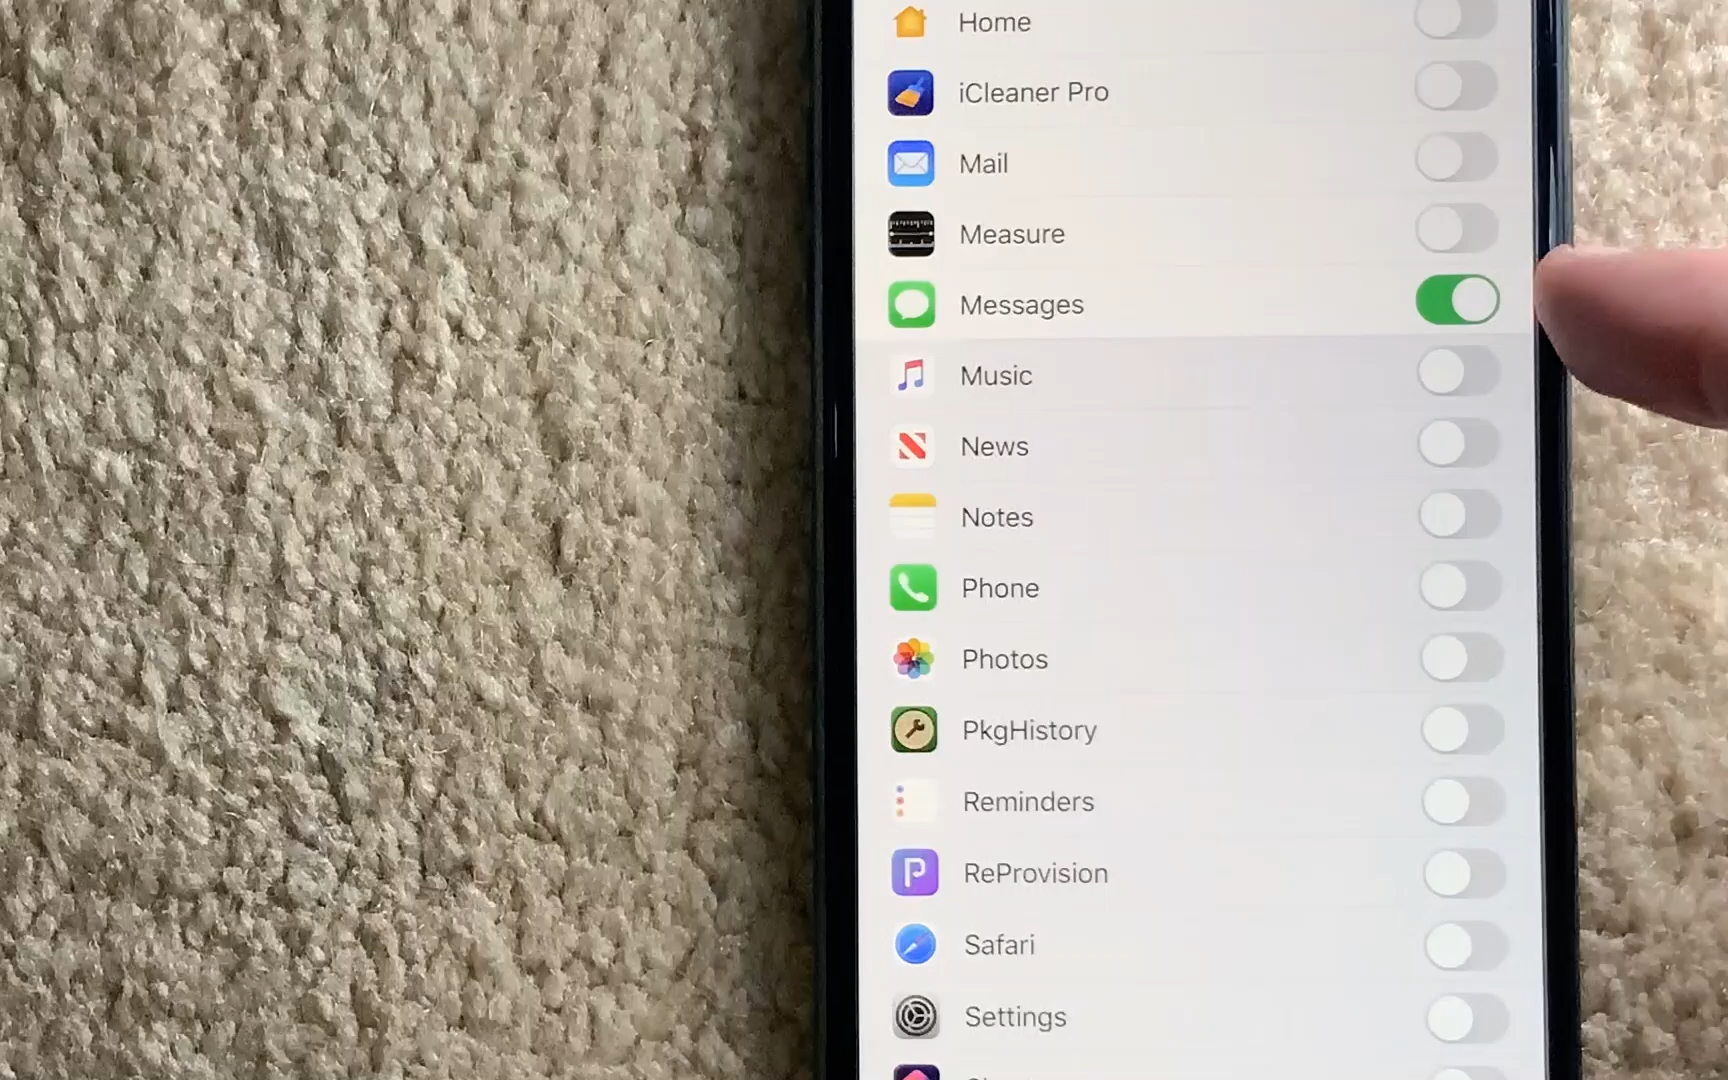 Home
iCleaner Pro
Mail
Measure
Messages
Music
News
Notes
Phone
Photos
PkgHistory
Reminders
ReProvision
Safari
Settings